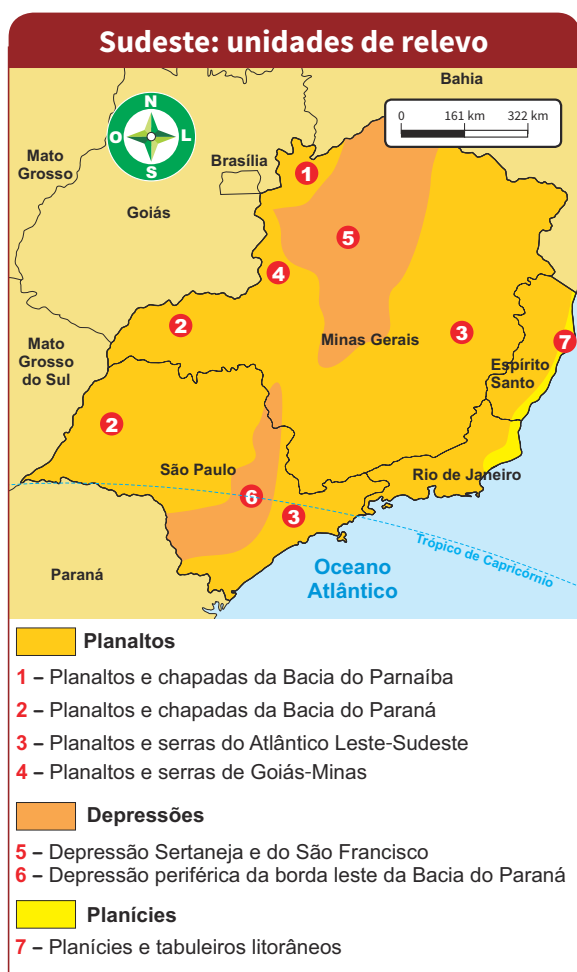 Sudeste: unidades de relevo
Bahia
0 161 km 322 km
N
O L
S
Mato
Grosso
Brasília
1
Goiás
5
4
2
3
7
Minas Gerais
Mato
Grosso
do Sul
Espírito
Santo
2
São Paulo
Rio de Janeiro
6
3
Trópico de Capricórnio
Paraná
Oceano
Atlântico
Planaltos
1 – Planaltos e chapadas da Bacia do Parnaíba
2 – Planaltos e chapadas da Bacia do Paraná
3 – Planaltos e serras do Atlântico Leste-Sudeste
4 – Planaltos e serras de Goiás-Minas
Depressões
5 – Depressão Sertaneja e do São Francisco
6 – Depressão periférica da borda leste da Bacia do Paraná
Planícies
7 – Planícies e tabuleiros litorâneos